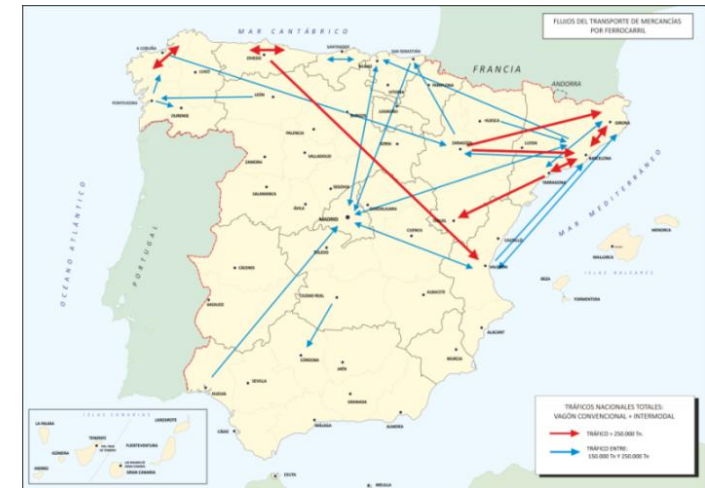 FLUJOS DEL TRANSPORTE DE MERCANCÍAS
POR FERROCARRIL
MAR CANTÁBRICO
FRANCIA
ANDORRA
A CORUÑA
LUGO
OVIEDO
SANTANDER
BILBAO
SAN SEBASTIÁN
VITORIA
PAMPLONA
LOGROÑO
PONTEVEDRA
OURENSE
LEÓN
BURGOS
HUESCA
GIRONA
PALENCIA
SORIA
ZARAGOZA
LLEIDA
BARCELONA
ZAMORA
VALLADOLID
TARRAGONA
SALAMANCA
SEGOVIA
ÁVILA
GUADALAJARA
MADRID
TERUEL
CUENCA
CASTELLÓ
TOLEDO
MAR MEDITERRÁNEO
MENORCA
MALLORCA
ISLAS BALEARES
IBIZA
FORMENTERA
OCEANO ATLÁNTICO
PORTUGAL
CÁCERES
VALENCIA
BADAJOZ
CIUDAD REAL
ALBACETE
ALACANT
CÓRDOBA
JAÉN
MURCIA
HUELVA
SEVILLA
GRANADA
CÁDIZ
MÁLAGA
ALMERÍA
CEUTA
MELILLA
ISLAS CANARIAS
LA PALMA
LANZAROTE
TENERIFE
FUERTEVENTURA
GOMERA
HIERRO
GRAN CANARIA
TRÁFICOS NACIONALES TOTALES:
VAGÓN CONVENCIONAL + INTERMODAL
TRÁFICO > 250.000 Tn.
TRÁFICO ENTRE:
150.000 Tn Y 250.000 Tn